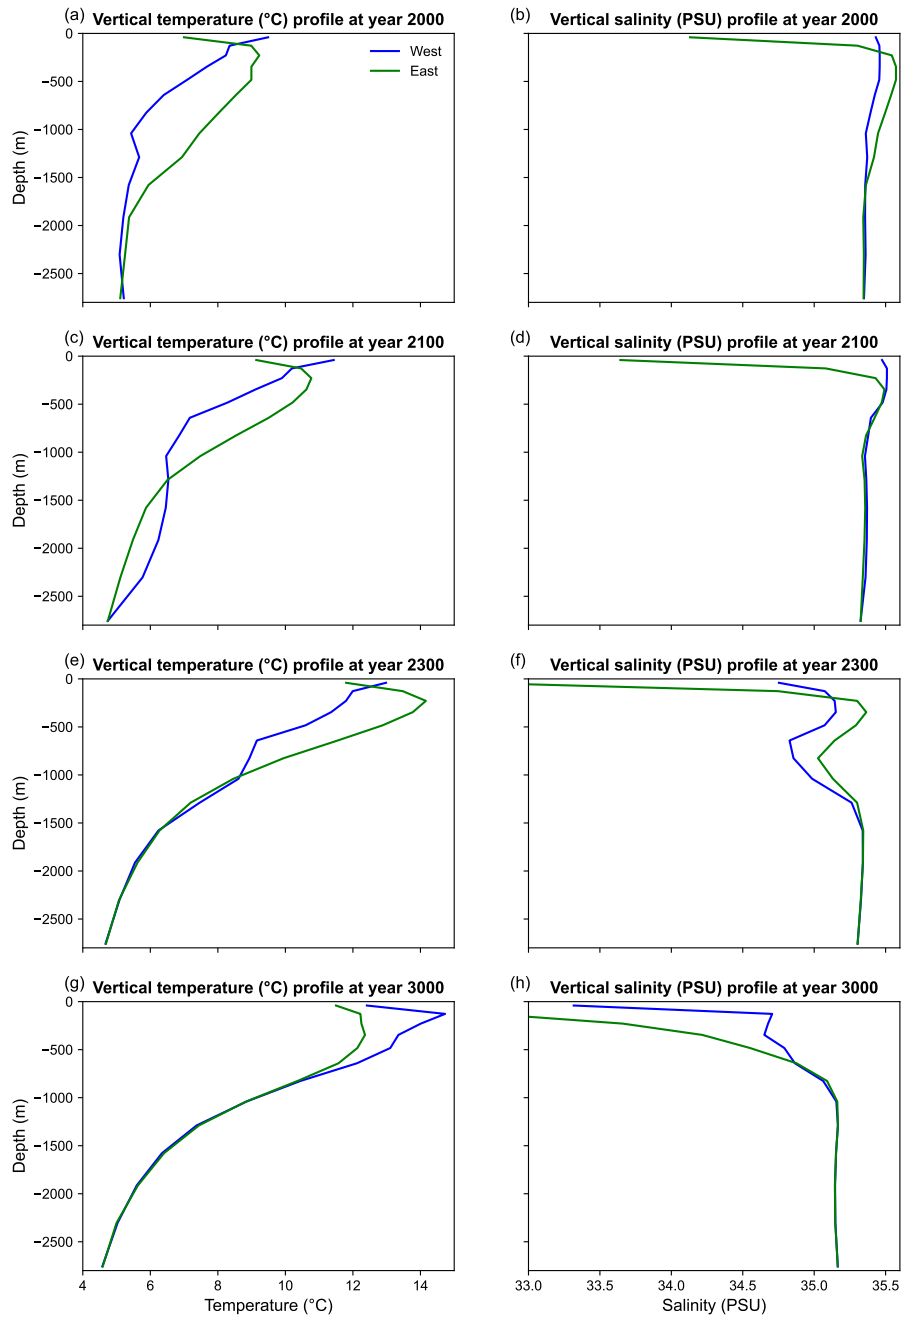 (a) Vertical temperature (°C) profile at year 2000
(b) Vertical salinity (PSU) profile at year 2000
0
−500
−1000
−1500
−2000
−2500
Depth (m)
West
East
(c) Vertical temperature (°C) profile at year 2100
(d) Vertical salinity (PSU) profile at year 2100
0
−500
−1000
−1500
−2000
−2500
Depth (m)
(e) Vertical temperature (°C) profile at year 2300
(f) Vertical salinity (PSU) profile at year 2300
0
−500
−1000
−1500
−2000
−2500
Depth (m)
(g) Vertical temperature (°C) profile at year 3000
(h) Vertical salinity (PSU) profile at year 3000
0
−500
−1000
−1500
−2000
−2500
Depth (m)
4 6 8 10 12 14
Temperature (°C)
33.0 33.5 34.0 34.5 35.0 35.5
Salinity (PSU)